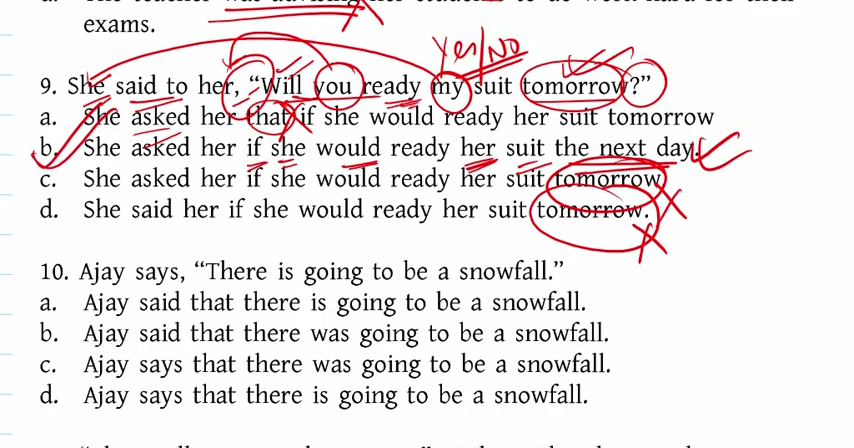 exams.
Yes/No
9. She said to her, “Will you ready my suit tomorrow?”
a. She asked her that if she would ready her suit tomorrow
b. She asked her if she would ready her suit the next day.
c. She asked her if she would ready her suit tomorrow.
d. She said her if she would ready her suit tomorrow.
10. Ajay says, “There is going to be a snowfall.”
a. Ajay said that there is going to be a snowfall.
b. Ajay said that there was going to be a snowfall.
c. Ajay says that there was going to be a snowfall.
d. Ajay says that there is going to be a snowfall.